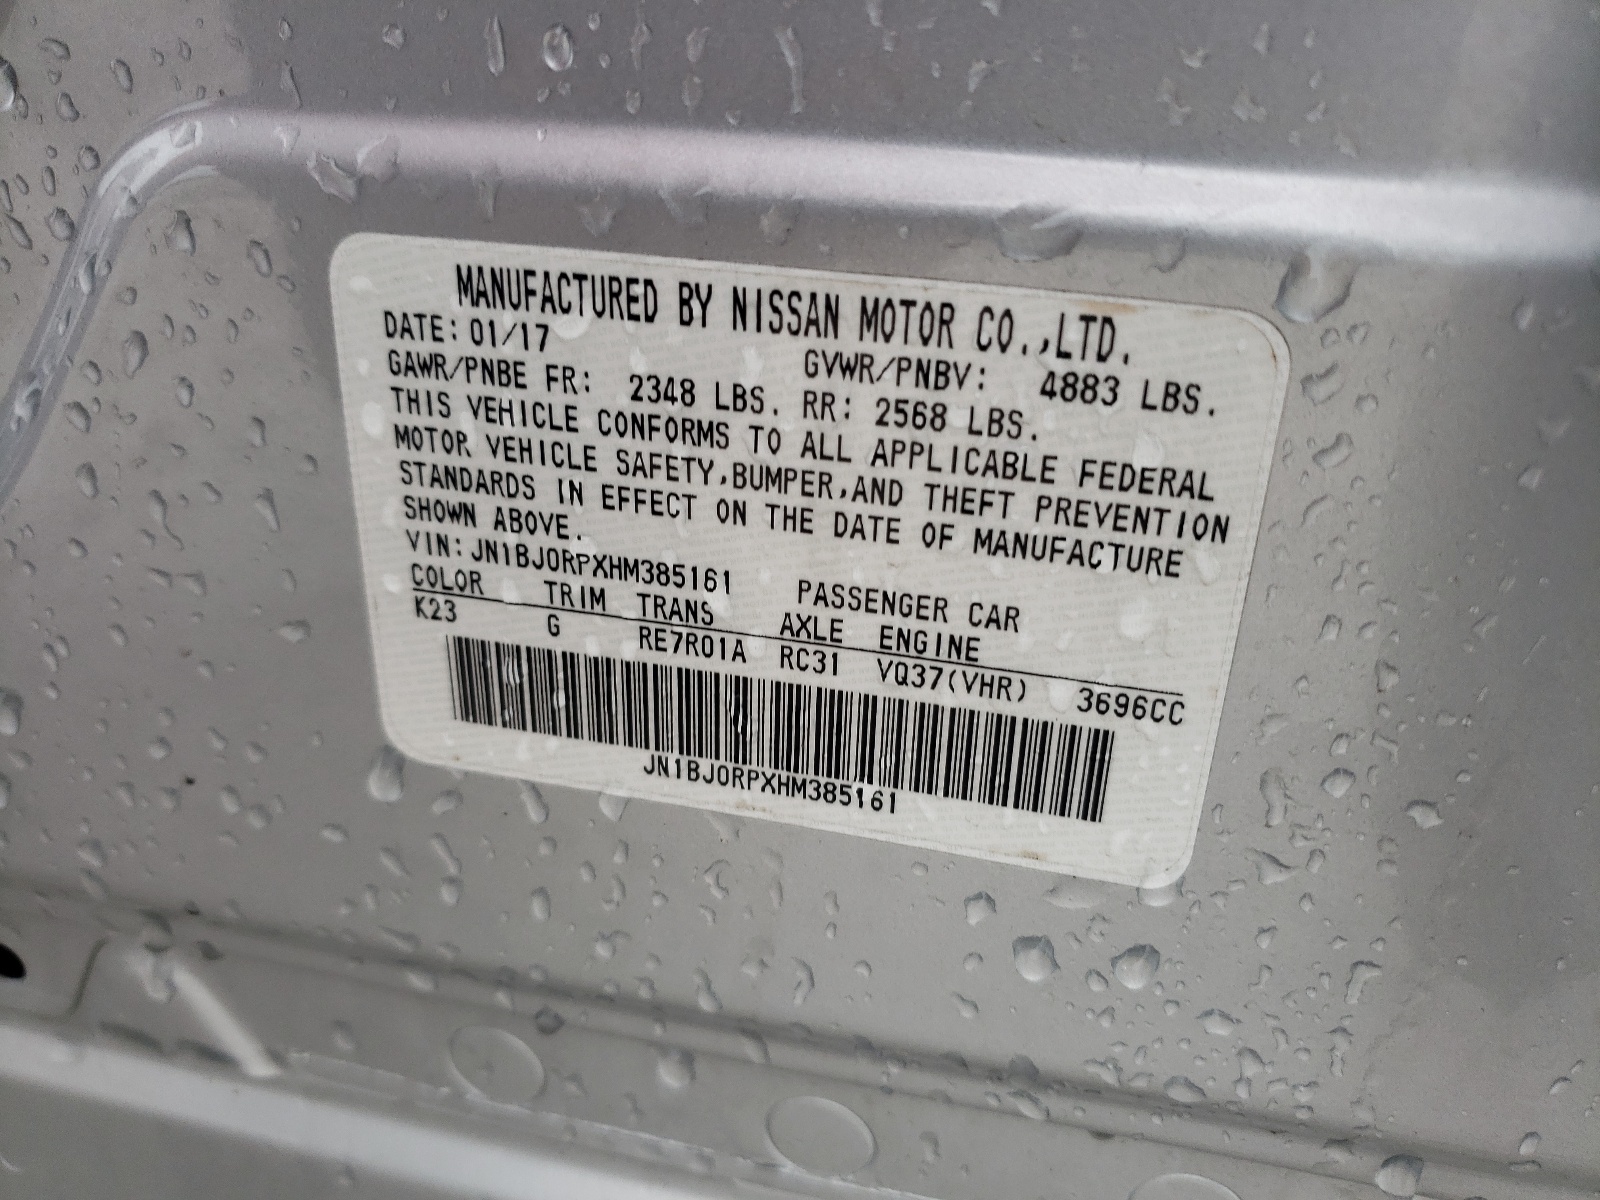 MANUFACTURED BY NISSAN MOTOR CO.,LTD.
DATE: 01/17 GVWR/PNBV: 4883 LBS.
GAWR/PNBE FR: 2348 LBS. RR: 2568 LBS.
THIS VEHICLE CONFORMS TO ALL APPLICABLE FEDERAL
MOTOR VEHICLE SAFETY,BUMPER,AND THEFT PREVENTION
STANDARDS IN EFFECT ON THE DATE OF MANUFACTURE
SHOWN ABOVE.
VIN: JN1BJ0RPXHM385161 PASSENGER CAR
COLOR TRIM TRANS AXLE ENGINE
K23 G RE7R01A RC31 VQ37(VHR) 3696CC
JN1BJ0RPXHM385161